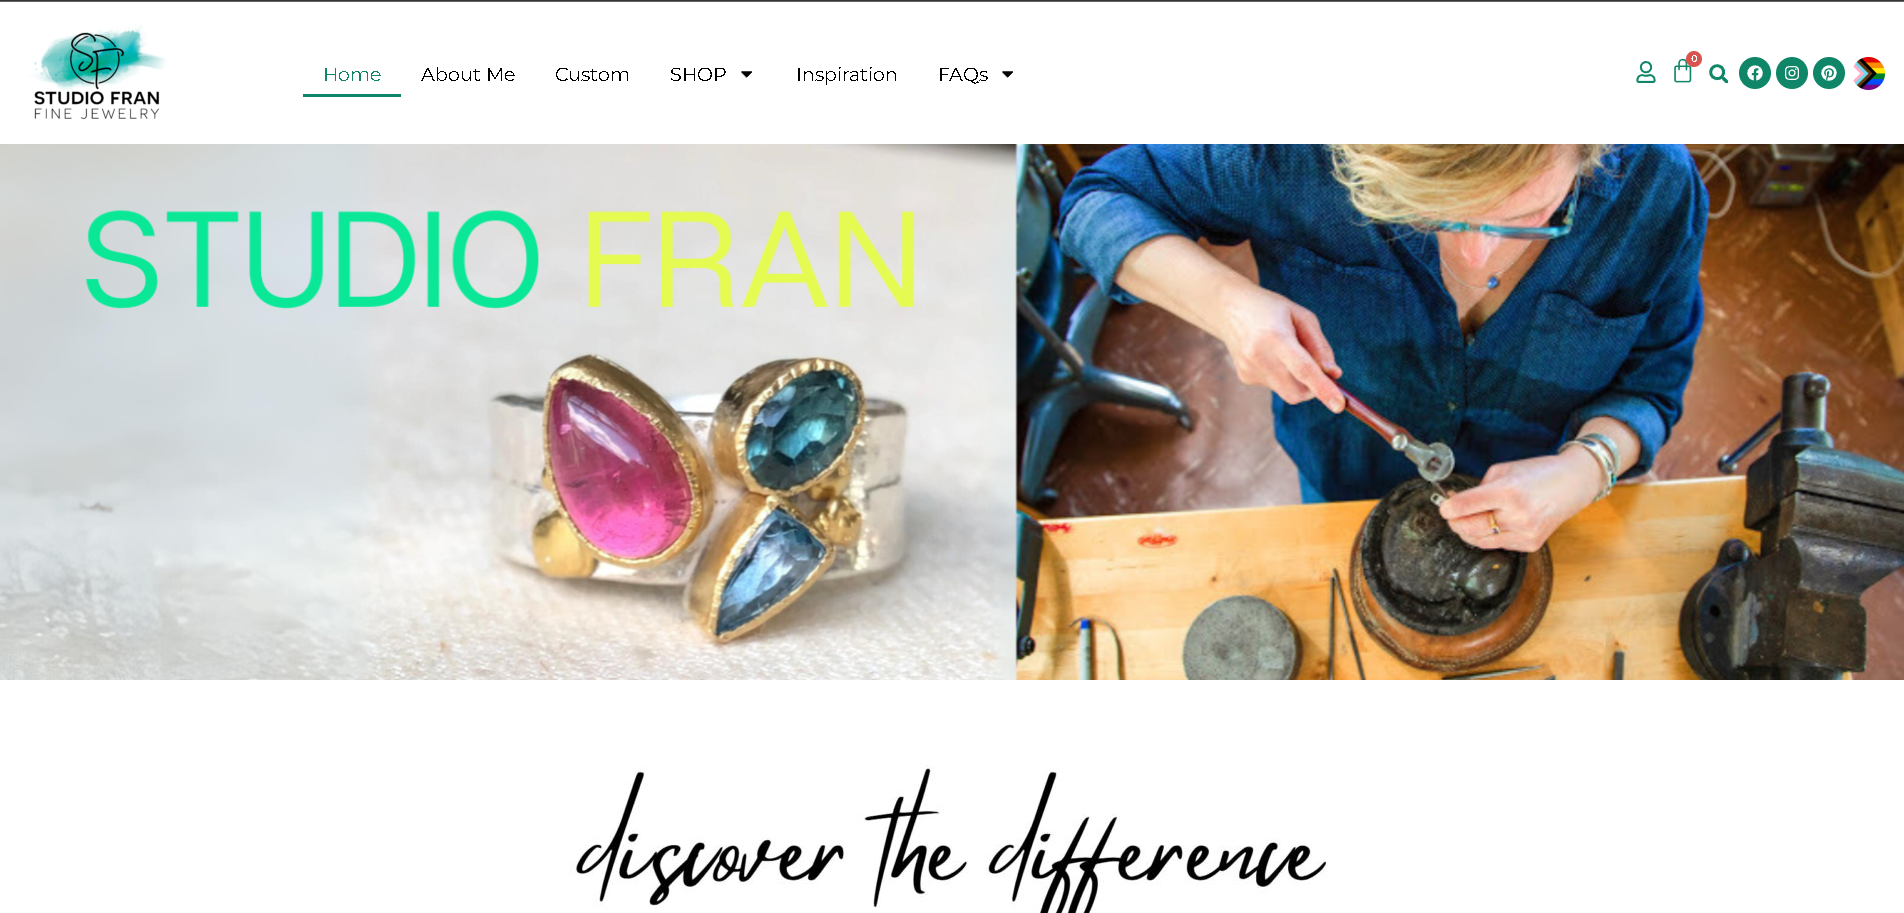 SF
STUDIO FRAN
FINE JEWELRY
Home About Me Custom SHOP Inspiration FAQs
0
STUDIO FRAN
discover the difference